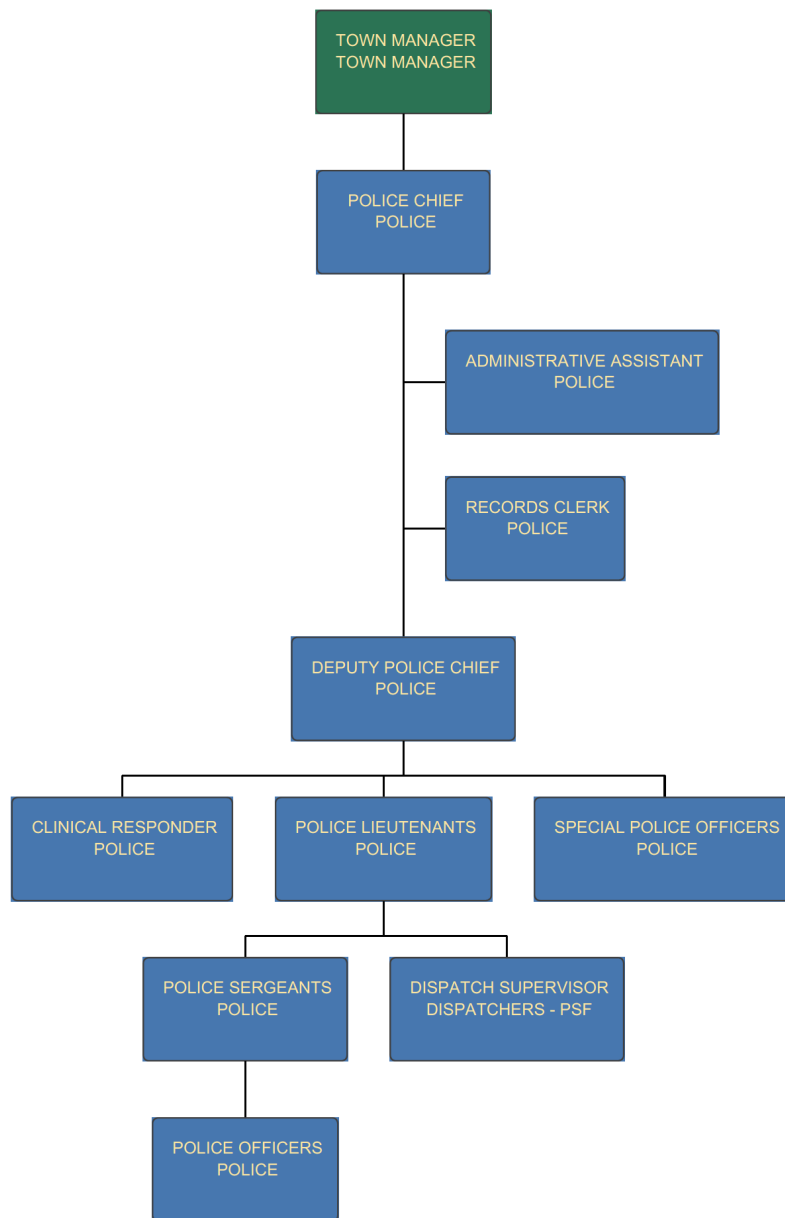 TOWN MANAGER
TOWN MANAGER
POLICE CHIEF
POLICE
ADMINISTRATIVE ASSISTANT
POLICE
RECORDS CLERK
POLICE
DEPUTY POLICE CHIEF
POLICE
CLINICAL RESPONDER
POLICE
POLICE LIEUTENANTS
POLICE
SPECIAL POLICE OFFICERS
POLICE
POLICE SERGEANTS
POLICE
DISPATCH SUPERVISOR
DISPATCHERS - PSF
POLICE OFFICERS
POLICE